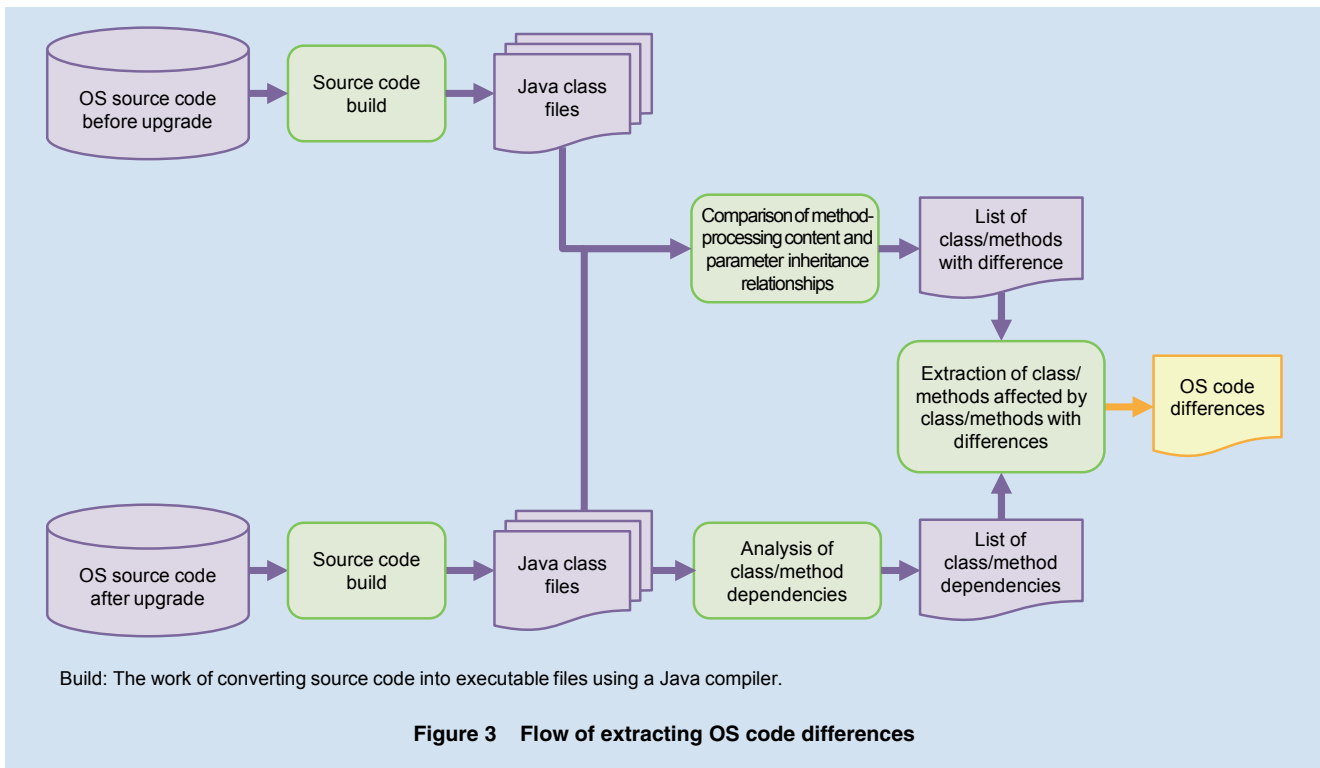 OS source code
before upgrade
Source code
build
Java class
files
Comparison of method-
processing content and
parameter inheritance
relationships
List of
class/methods
with difference
Extraction of class/
methods affected by
class/methods with
differences
OS code
differences
OS source code
after upgrade
Source code
build
Java class
files
Analysis of
class/method
dependencies
List of
class/method
dependencies
Build: The work of converting source code into executable files using a Java compiler.
Figure 3 Flow of extracting OS code differences